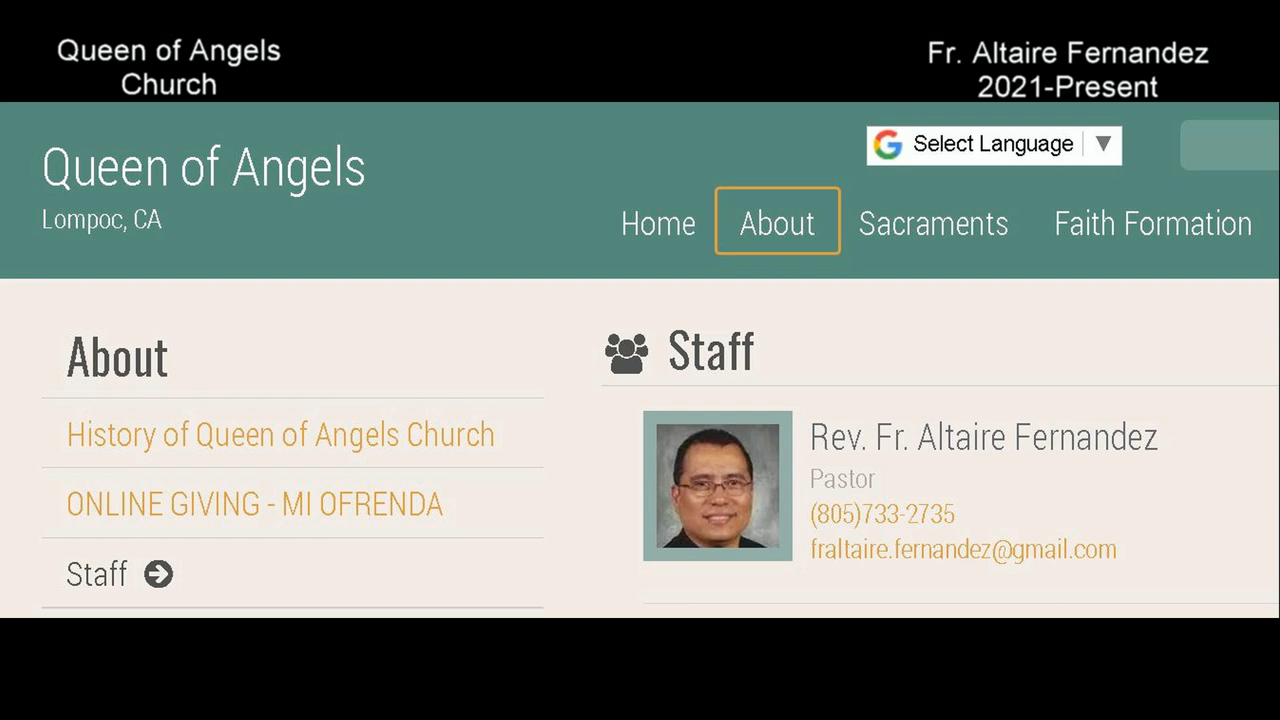 Queen of Angels
Church
Fr. Altaire Fernandez
2021-Present
Queen of Angels
Lompoc, CA
Select Language
Home About Sacraments Faith Formation
About
History of Queen of Angels Church
ONLINE GIVING - MI OFRENDA
Staff
Staff
Rev. Fr. Altaire Fernandez
Pastor
(805)733-2735
fraltaire.fernandez@gmail.com